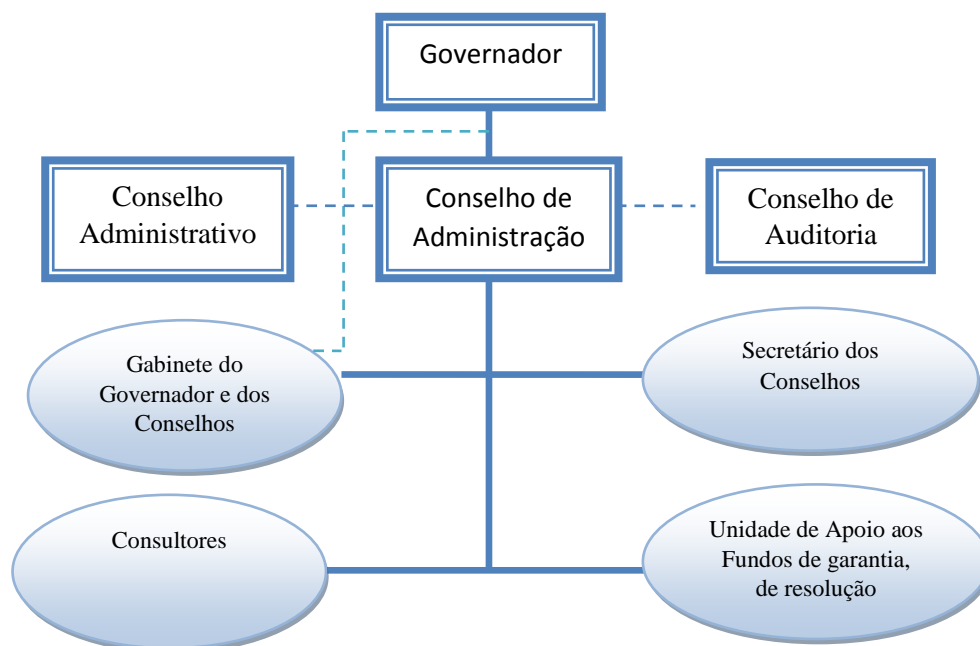 Governador
Conselho
Administrativo
Conselho de
Administração
Conselho de
Auditoria
Gabinete do
Governador e dos
Conselhos
Secretário dos
Conselhos
Consultores
Unidade de Apoio aos
Fundos de garantia,
de resolução